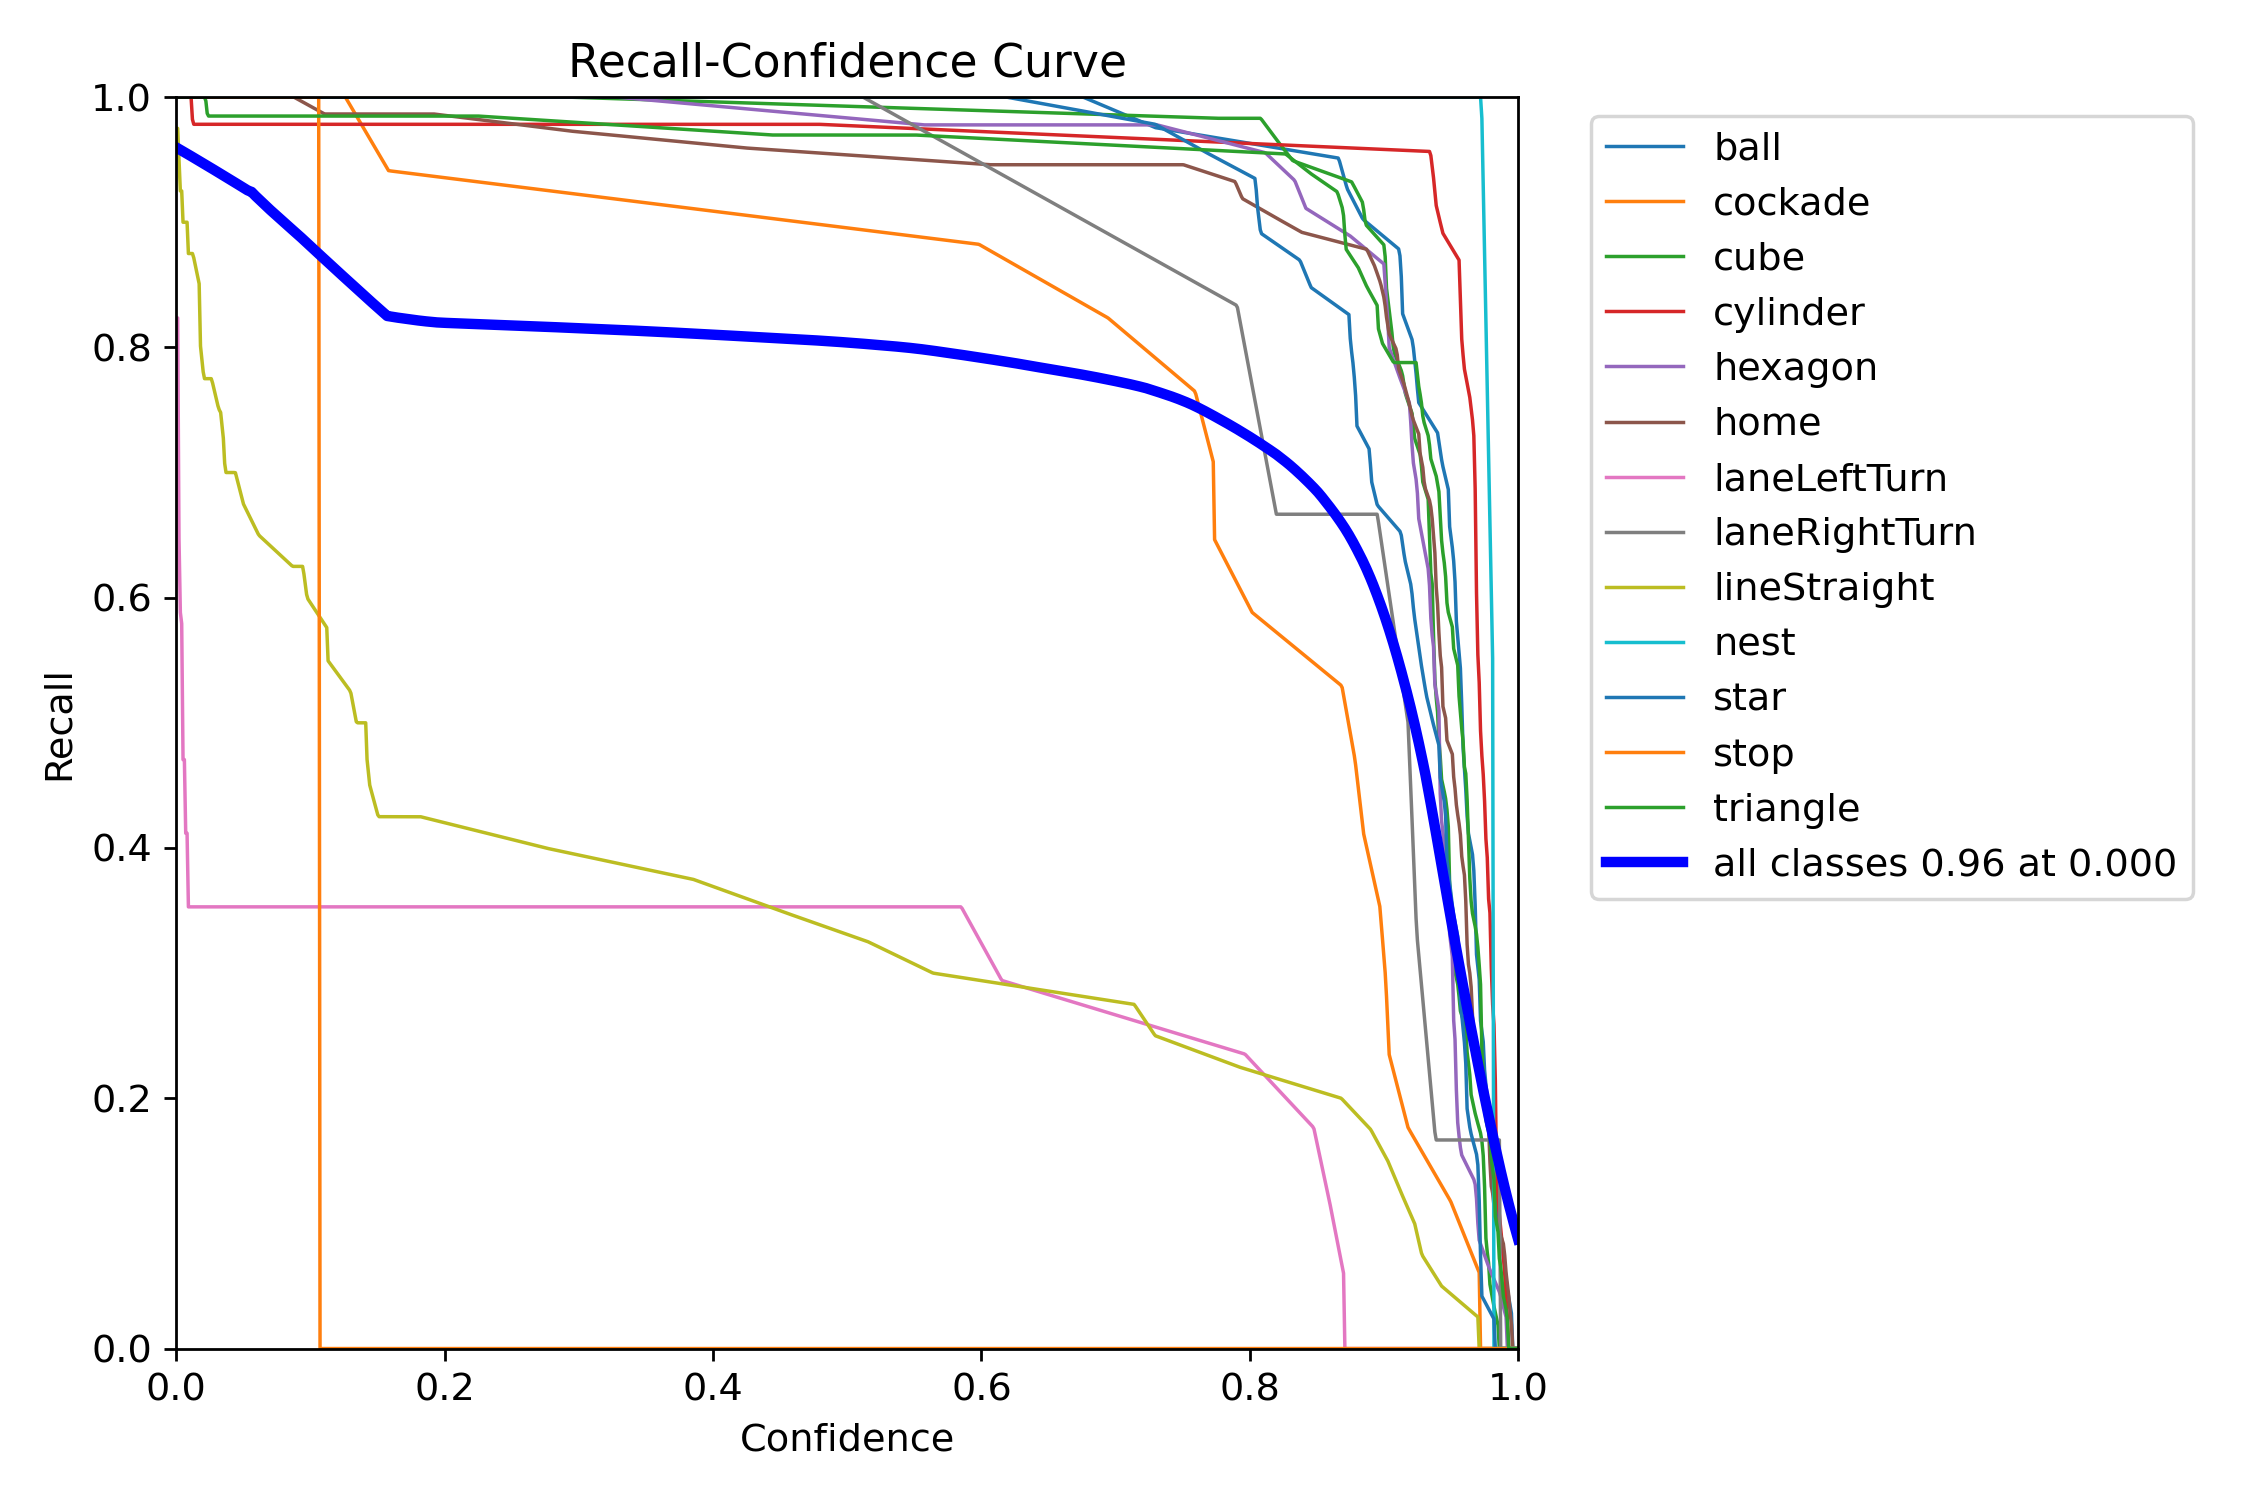 Recall-Confidence Curve
1.0
0.8
0.6
0.4
0.2
0.0
Recall
0.0 0.2 0.4 0.6 0.8 1.0
Confidence
ball
cockade
cube
cylinder
hexagon
home
laneLeftTurn
laneRightTurn
lineStraight
nest
star
stop
triangle
all classes 0.96 at 0.000